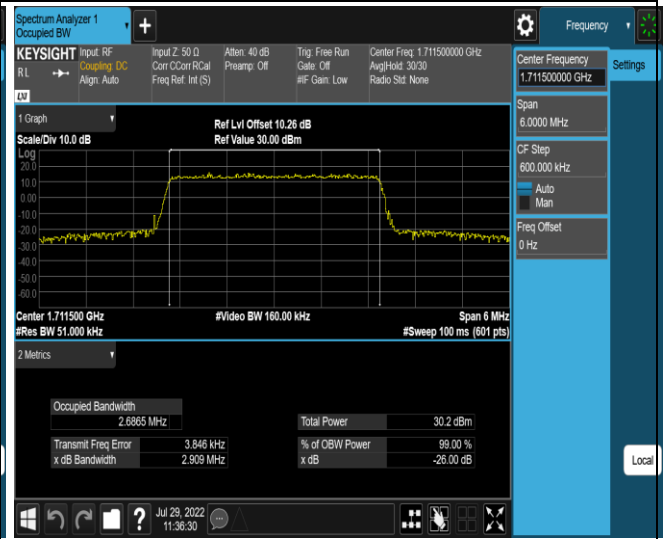 Spectrum Analyzer 1
Occupied BW
+
Frequency
KEYSIGHT Input: RF
R L
Coupling: DC
Align: Auto
Input Z: 50 Ω
Corr CCorr RCal
Freq Ref: Int (S)
Atten: 40 dB
Preamp: Off
Trig: Free Run
Gate: Off
#IF Gain: Low
Center Freq: 1.711500000 GHz
Avg|Hold: 30/30
Radio Std: None
LXI
Center Frequency
1.711500000 GHz
Settings
Span
6.0000 MHz
CF Step
600.000 kHz
Auto
Man
Freq Offset
0 Hz
1 Graph
Scale/Div 10.0 dB
Ref Lvl Offset 10.26 dB
Ref Value 30.00 dBm
Log
20.0
10.0
0.00
-10.0
-20.0
-30.0
-40.0
-50.0
-60.0
Center 1.711500 GHz
#Video BW 160.00 kHz
Span 6 MHz
#Res BW 51.000 kHz
#Sweep 100 ms (601 pts)
2 Metrics
Occupied Bandwidth
2.6865 MHz
Total Power 30.2 dBm
Transmit Freq Error 3.846 kHz
% of OBW Power 99.00 %
x dB Bandwidth 2.909 MHz
x dB -26.00 dB
Local
?
Jul 29, 2022
11:36:30